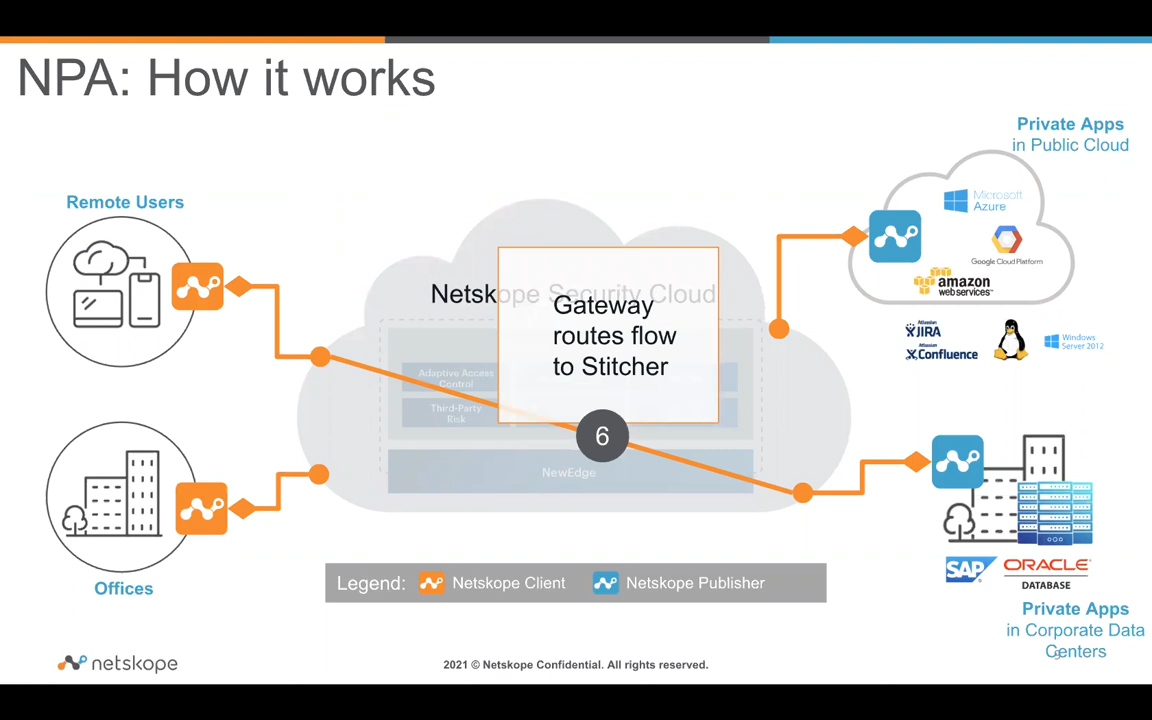 NPA: How it works
Private Apps
in Public Cloud
Remote Users
Microsoft
Azure
Google Cloud Platform
amazon
webservices™
Netskope Security Cloud
Gateway
routes flow
to Stitcher
Adaptive Access
Control
Third-Party
Risk
6
NewEdge
Atlassian
JIRA
Atlassian
Confluence
Windows
Server 2012
Offices
SAP
ORACLE
DATABASE
Legend:
Netskope Client
Netskope Publisher
Private Apps
in Corporate Data
Centers
netskope
2021 © Netskope Confidential. All rights reserved.